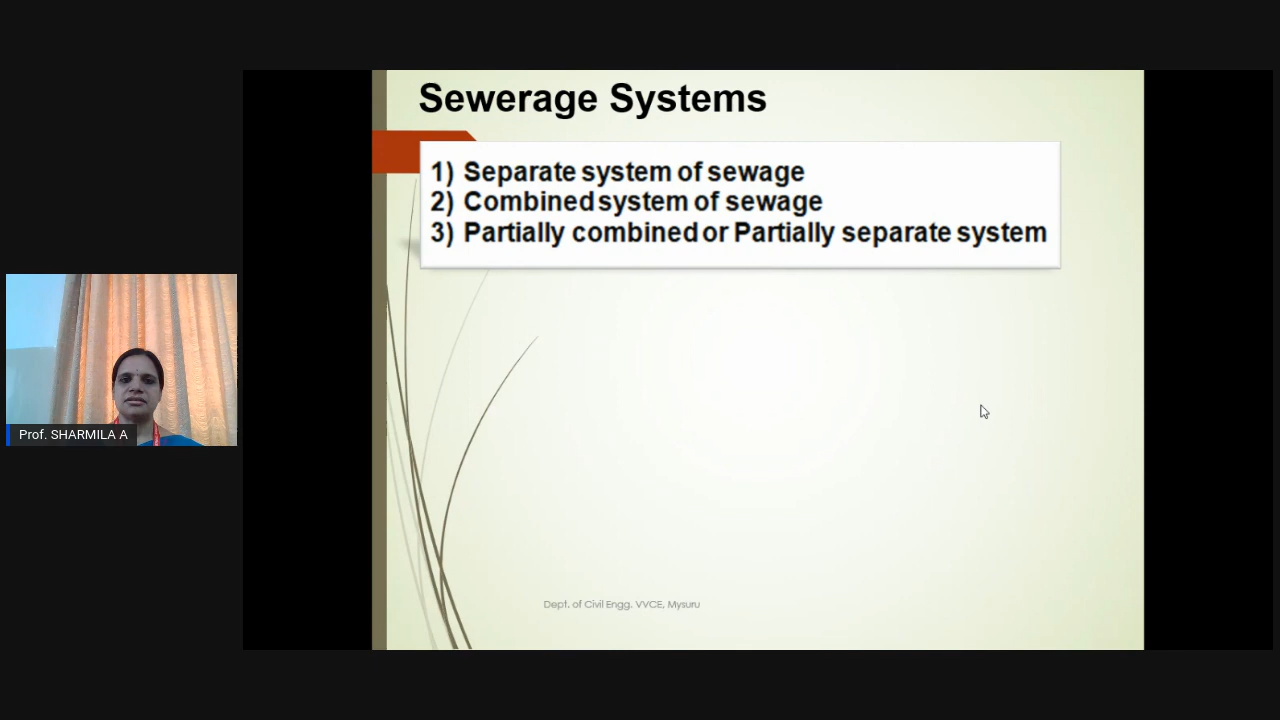 Sewerage Systems
1) Separate system of sewage
2) Combined system of sewage
3) Partially combined or Partially separate system
Prof. SHARMILA A
Dept. of Civil Engg. VVCE, Mysuru